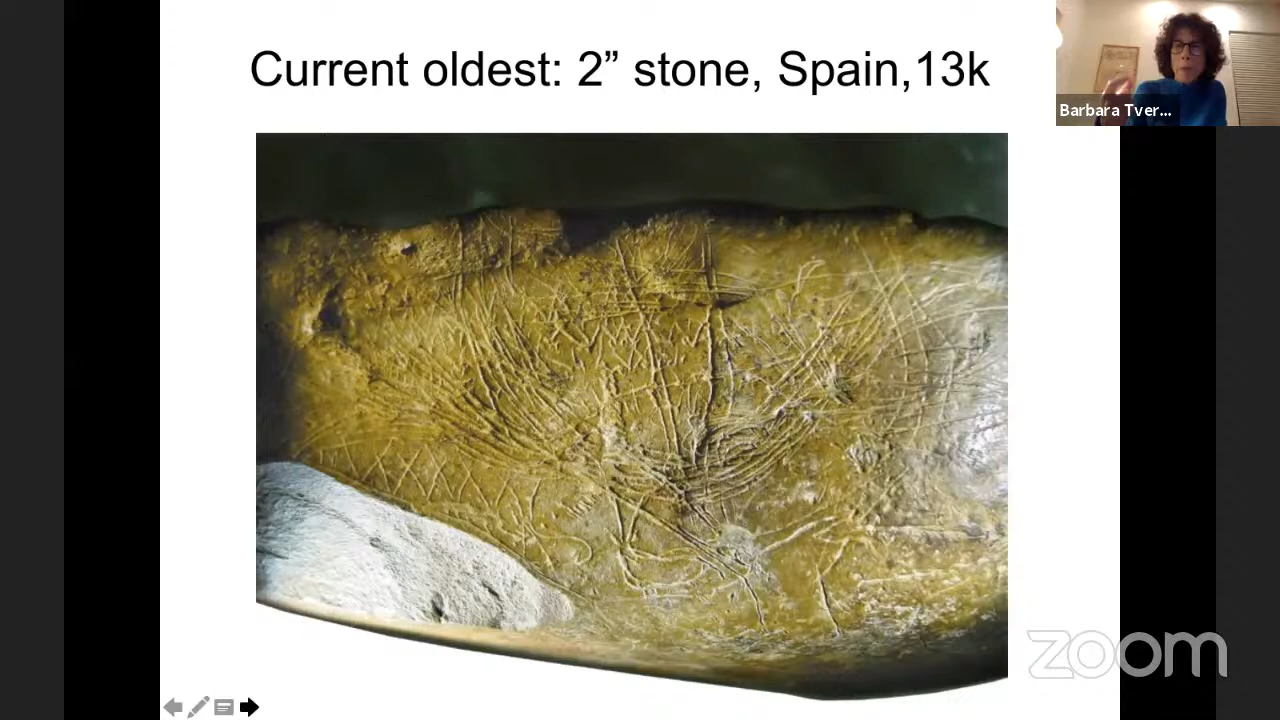 Current oldest: 2” stone, Spain,13k
Barbara Tver...
zoom